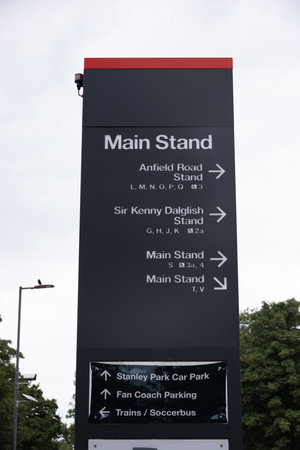 Main Stand
Anfield Road
Stand
L, M, N, O, P, Q 3
Sir Kenny Dalglish
Stand
G, H, J, K 2a
Main Stand
S 3a, 4
Main Stand
T, V
Stanley Park Car Park
Fan Coach Parking
Trains / Soccerbus